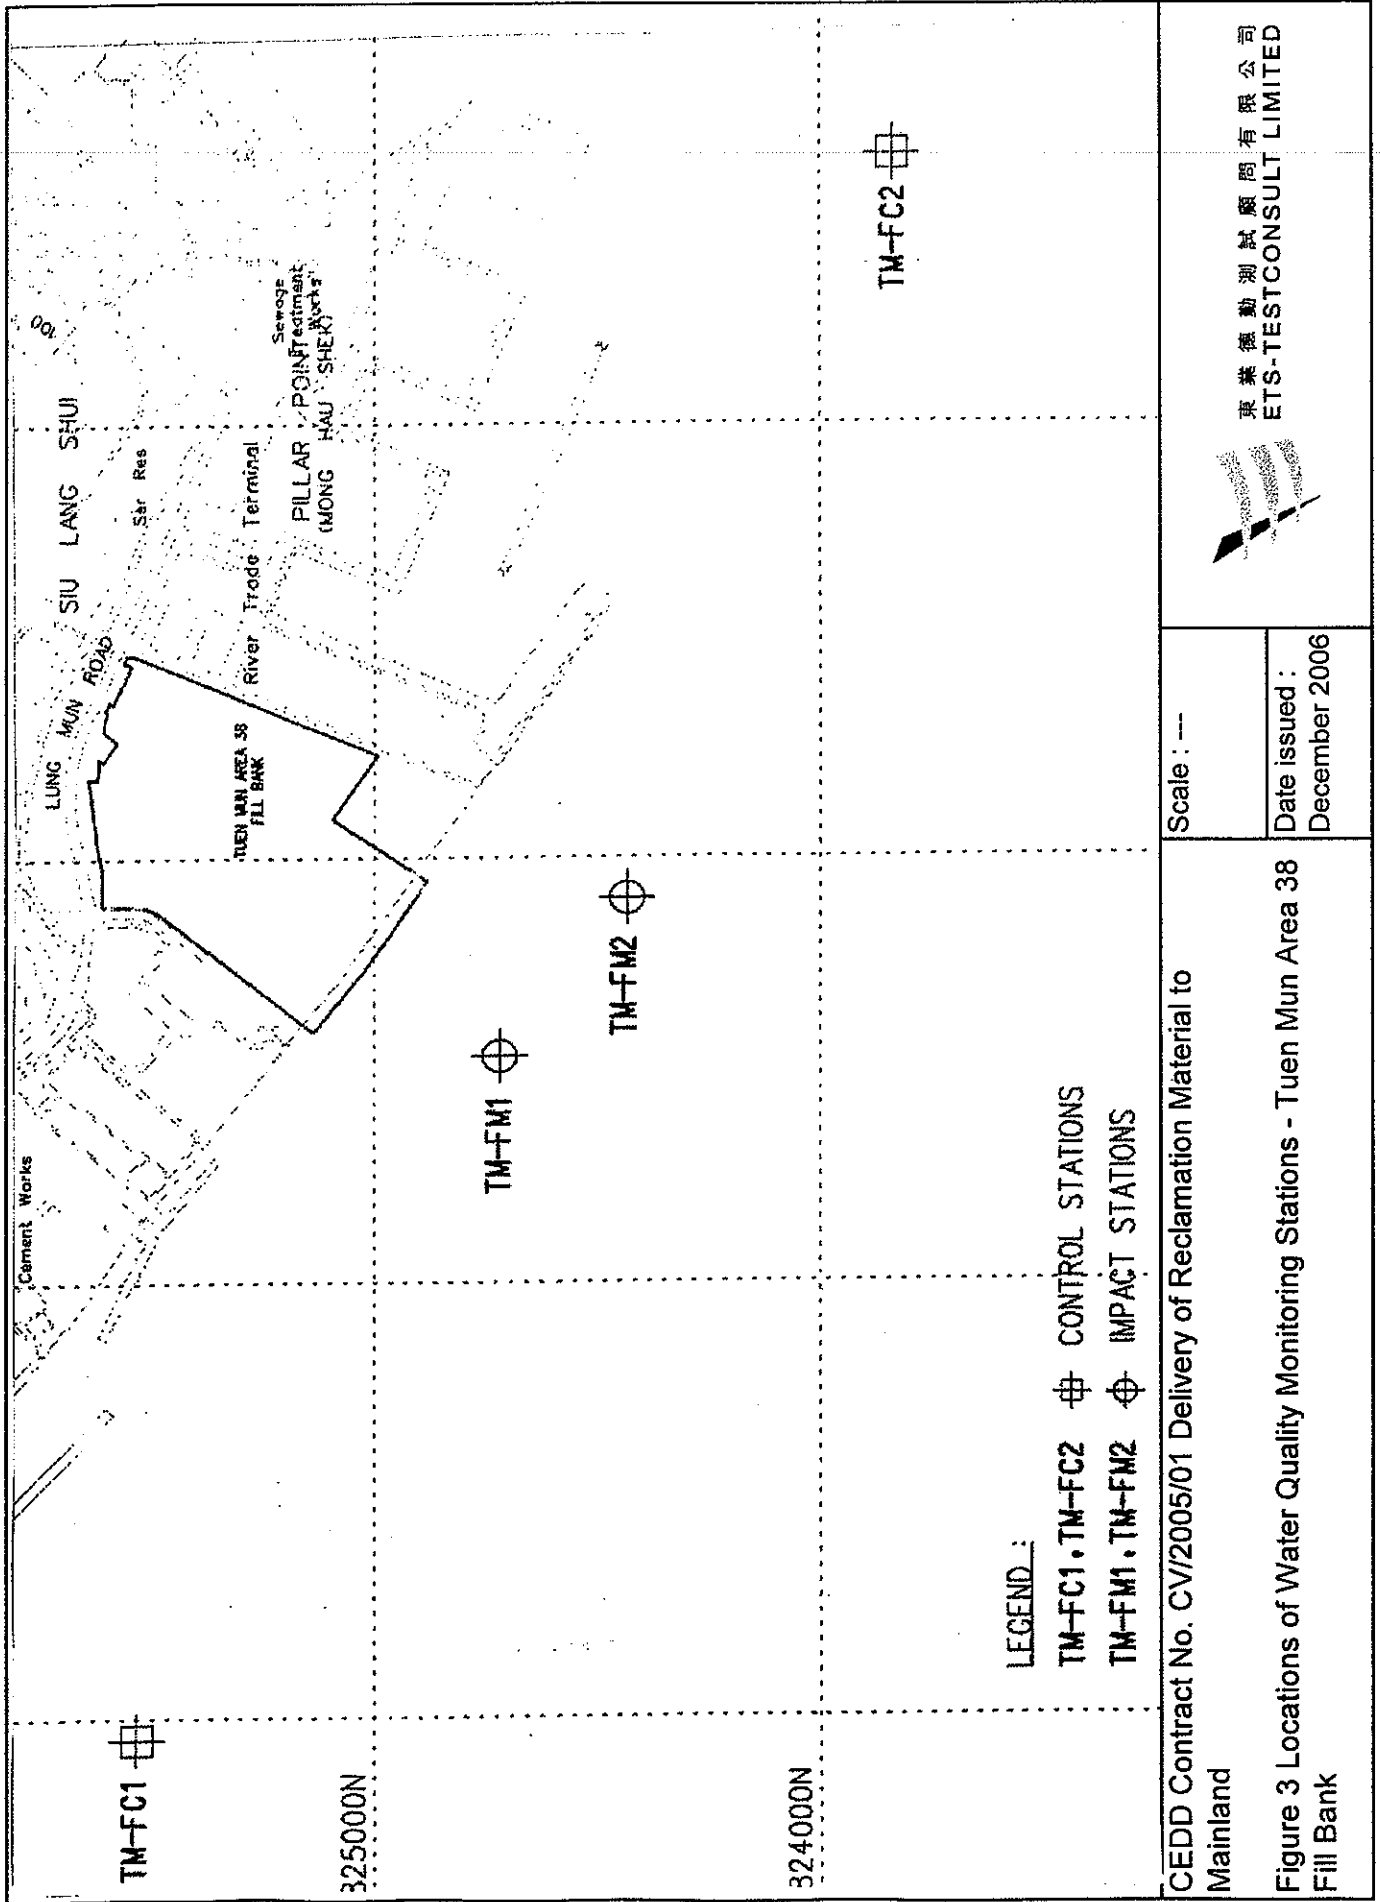 LUNG MUN ROAD
SIU LANG SHUI
100
Ser Res
Cement Works
TUEN MUN AREA 38
FILL BANK
River Trade Terminal
Sewage
Treatment
Works
PILLAR POINT
(MONG HAU SHEK)
TM-FC1
325000N
TM-FM1
TM-FM2
TM-FC2
324000N
LEGEND :
TM-FC1,TM-FC2 CONTROL STATIONS
TM-FM1,TM-FM2 IMPACT STATIONS
CEDD Contract No. CV/2005/01 Delivery of Reclamation Material to
Mainland
Figure 3 Locations of Water Quality Monitoring Stations - Tuen Mun Area 38
Fill Bank
Scale : ---
Date issued :
December 2006
東業德勤測試顧問有限公司
ETS-TESTCONSULT LIMITED